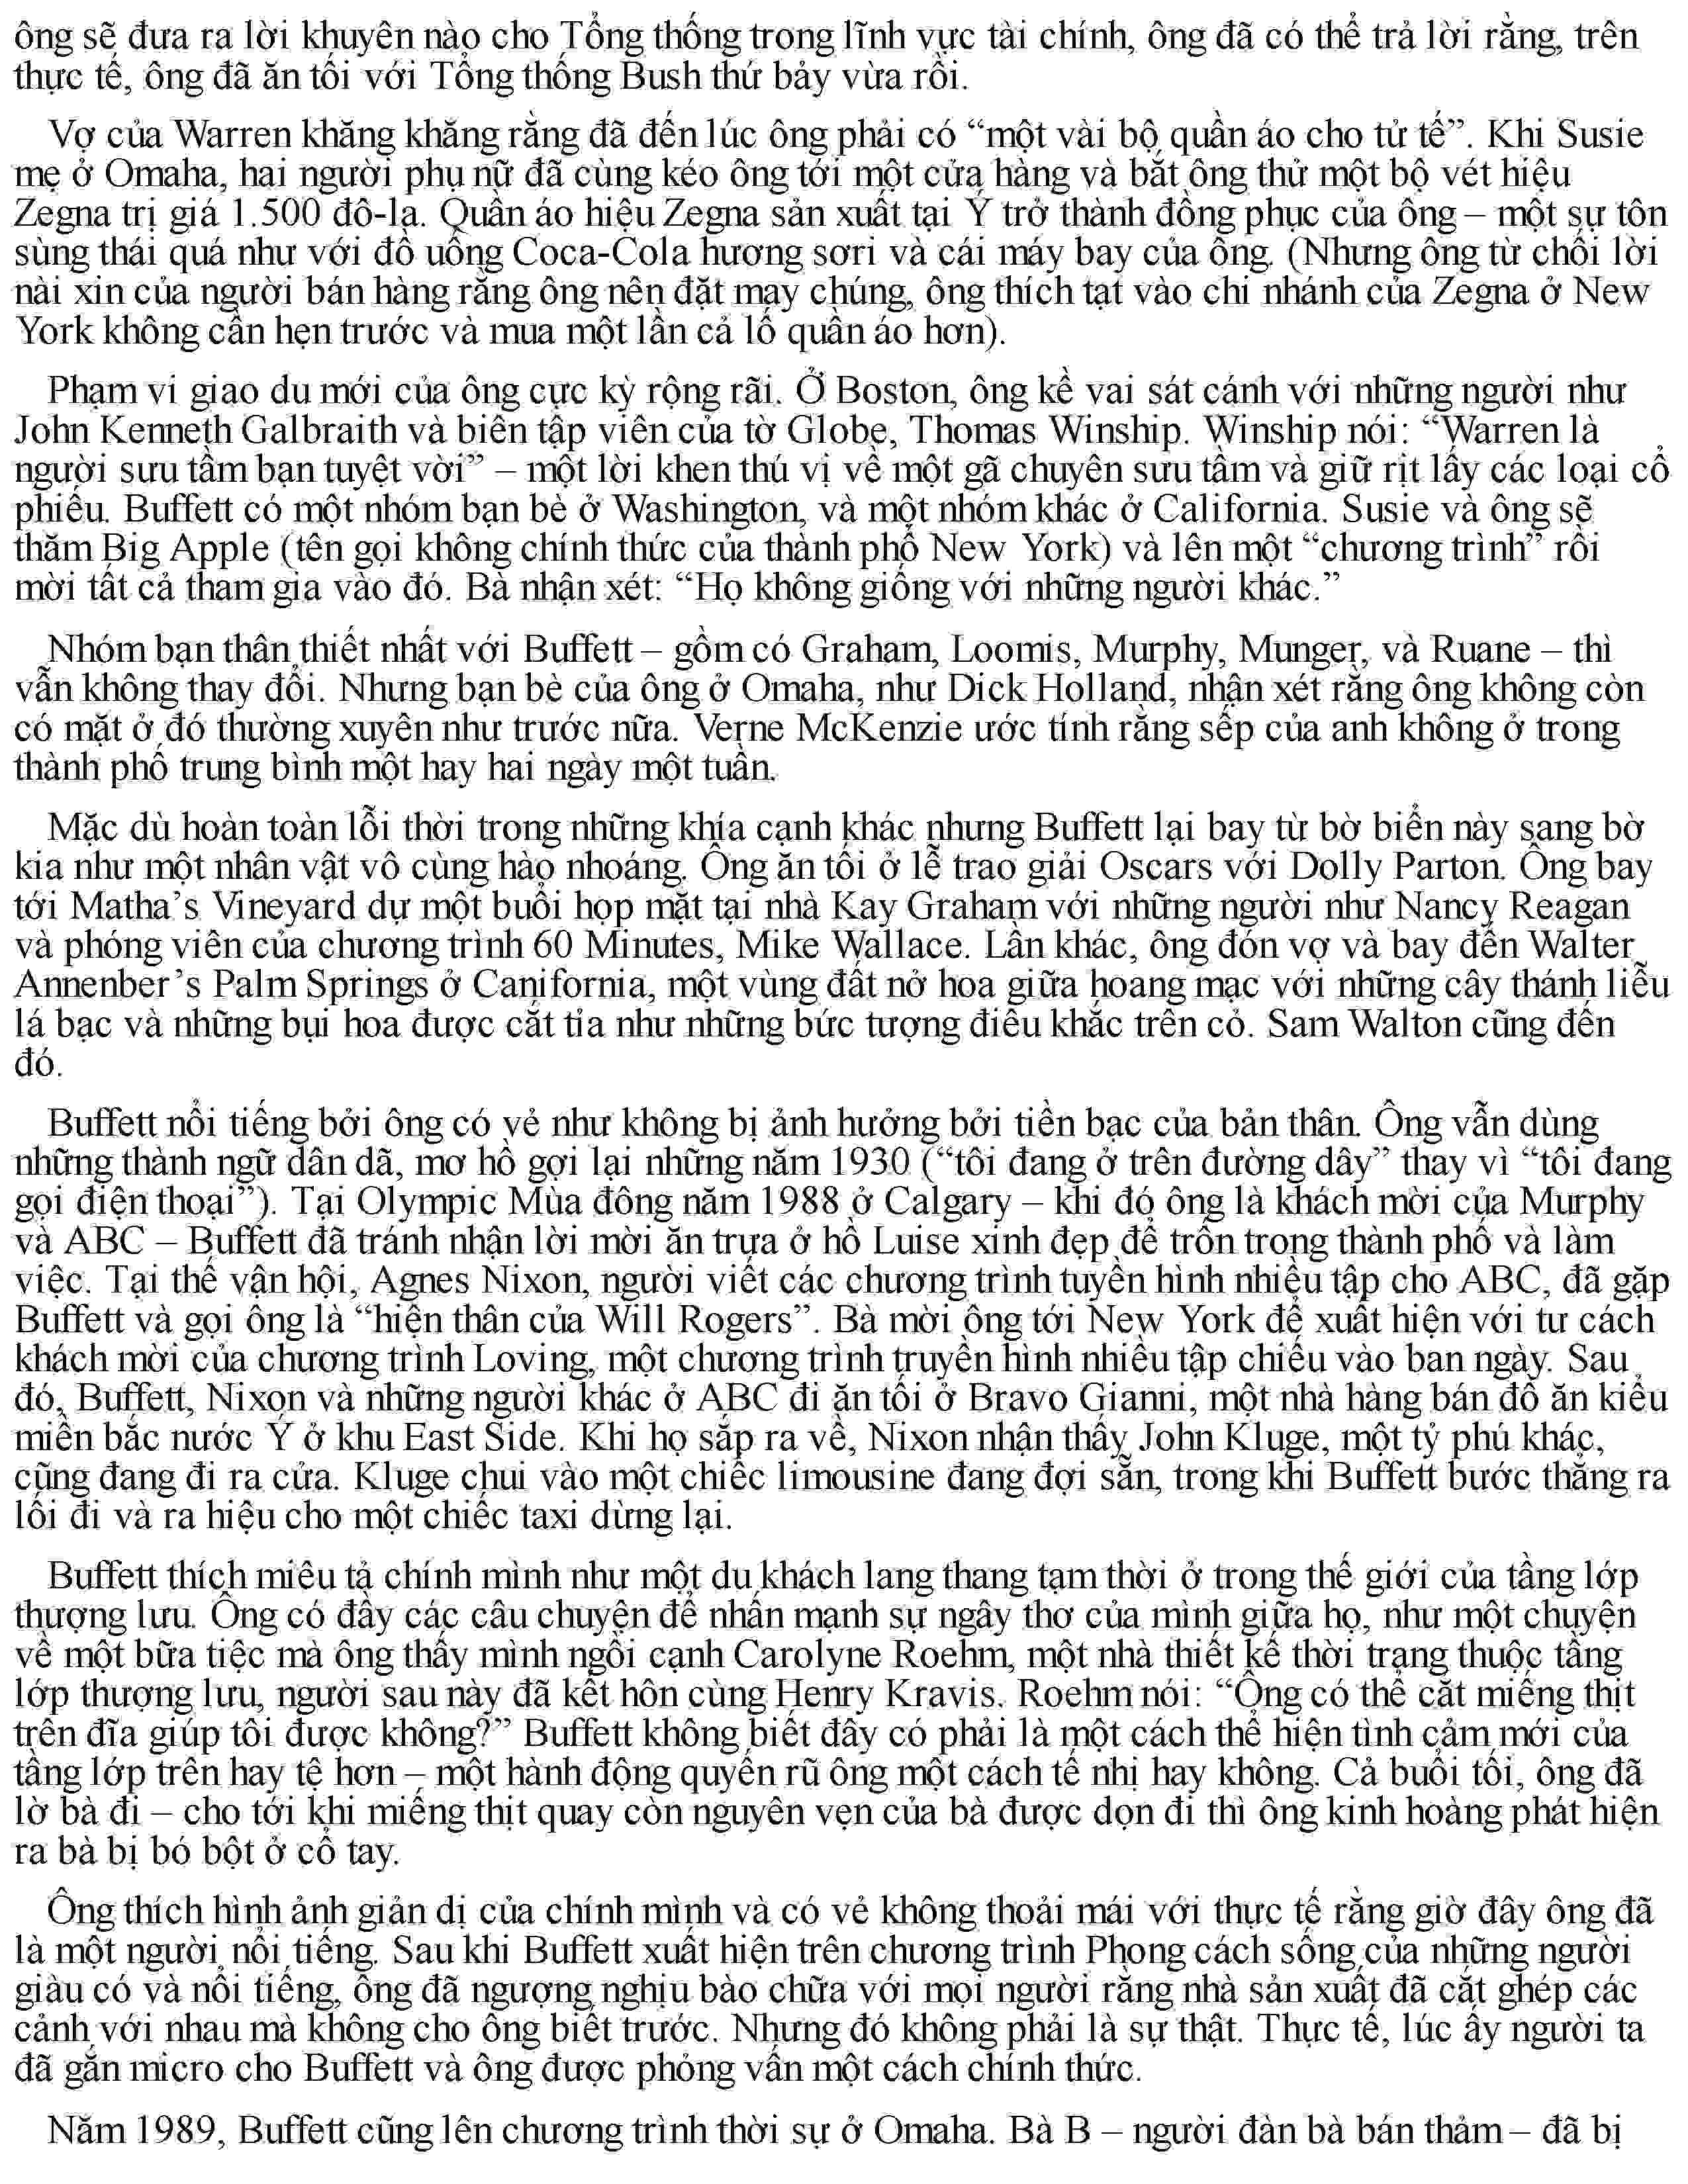 ông sẽ đưa ra lời khuyên nào cho Tổng thống trong lĩnh vực tài chính, ông đã có thể trả lời rằng, trên
thực tế, ông đã ăn tối với Tổng thống Bush thứ bảy vừa rồi.
Vợ của Warren khăng khăng rằng đã đến lúc ông phải có “một vài bộ quần áo cho tử tế”. Khi Susie
mẹ ở Omaha, hai người phụ nữ đã cùng kéo ông tới một cửa hàng và bắt ông thử một bộ vét hiệu
Zegna trị giá 1.500 đô-la. Quần áo hiệu Zegna sản xuất tại Ý trở thành đồng phục của ông – một sự tôn
sùng thái quá như với đồ uống Coca-Cola hương sơri và cái máy bay của ông. (Nhưng ông từ chối lời
nài xin của người bán hàng rằng ông nên đặt may chúng, ông thích tạt vào chi nhánh của Zegna ở New
York không cần hẹn trước và mua một lần cả lố quần áo hơn).
Phạm vi giao du mới của ông cực kỳ rộng rãi. Ở Boston, ông kề vai sát cánh với những người như
John Kenneth Galbraith và biên tập viên của tờ Globe, Thomas Winship. Winship nói: “Warren là
người sưu tầm bạn tuyệt vời” – một lời khen thú vị về một gã chuyên sưu tầm và giữ rịt lấy các loại cổ
phiếu. Buffett có một nhóm bạn bè ở Washington, và một nhóm khác ở California. Susie và ông sẽ
thăm Big Apple (tên gọi không chính thức của thành phố New York) và lên một “chương trình” rồi
mời tất cả tham gia vào đó. Bà nhận xét: “Họ không giống với những người khác.”
Nhóm bạn thân thiết nhất với Buffett – gồm có Graham, Loomis, Murphy, Munger, và Ruane – thì
vẫn không thay đổi. Nhưng bạn bè của ông ở Omaha, như Dick Holland, nhận xét rằng ông không còn
có mặt ở đó thường xuyên như trước nữa. Verne McKenzie ước tính rằng sếp của anh không ở trong
thành phố trung bình một hay hai ngày một tuần.
Mặc dù hoàn toàn lỗi thời trong những khía cạnh khác nhưng Buffett lại bay từ bờ biển này sang bờ
kia như một nhân vật vô cùng hào nhoáng. Ông ăn tối ở lễ trao giải Oscars với Dolly Parton. Ông bay
tới Matha’s Vineyard dự một buổi họp mặt tại nhà Kay Graham với những người như Nancy Reagan
và phóng viên của chương trình 60 Minutes, Mike Wallace. Lần khác, ông đón vợ và bay đến Walter
Annenber’s Palm Springs ở Canifornia, một vùng đất nở hoa giữa hoang mạc với những cây thánh liễu
lá bạc và những bụi hoa được cắt tỉa như những bức tượng điêu khắc trên cỏ. Sam Walton cũng đến
đó.
Buffett nổi tiếng bởi ông có vẻ như không bị ảnh hưởng bởi tiền bạc của bản thân. Ông vẫn dùng
những thành ngữ dân dã, mơ hồ gợi lại những năm 1930 (“tôi đang ở trên đường dây” thay vì “tôi đang
gọi điện thoại”). Tại Olympic Mùa đông năm 1988 ở Calgary – khi đó ông là khách mời của Murphy
và ABC – Buffett đã tránh nhận lời mời ăn trưa ở hồ Luise xinh đẹp để trốn trong thành phố và làm
việc. Tại thế vận hội, Agnes Nixon, người viết các chương trình tuyền hình nhiều tập cho ABC, đã gặp
Buffett và gọi ông là “hiện thân của Will Rogers”. Bà mời ông tới New York để xuất hiện với tư cách
khách mời của chương trình Loving, một chương trình truyền hình nhiều tập chiếu vào ban ngày. Sau
đó, Buffett, Nixon và những người khác ở ABC đi ăn tối ở Bravo Gianni, một nhà hàng bán đồ ăn kiểu
miền bắc nước Ý ở khu East Side. Khi họ sắp ra về, Nixon nhận thấy John Kluge, một tỷ phú khác,
cũng đang đi ra cửa. Kluge chui vào một chiếc limousine đang đợi sẵn, trong khi Buffett bước thẳng ra
lối đi và ra hiệu cho một chiếc taxi dừng lại.
Buffett thích miêu tả chính mình như một du khách lang thang tạm thời ở trong thế giới của tầng lớp
thượng lưu. Ông có đầy các câu chuyện để nhấn mạnh sự ngây thơ của mình giữa họ, như một chuyện
về một bữa tiệc mà ông thấy mình ngồi cạnh Carolyne Roehm, một nhà thiết kế thời trang thuộc tầng
lớp thượng lưu, người sau này đã kết hôn cùng Henry Kravis. Roehm nói: “Ông có thể cắt miếng thịt
trên đĩa giúp tôi được không?” Buffett không biết đây có phải là một cách thể hiện tình cảm mới của
tầng lớp trên hay tệ hơn – một hành động quyến rũ ông một cách tế nhị hay không. Cả buổi tối, ông đã
lờ bà đi – cho tới khi miếng thịt quay còn nguyên vẹn của bà được dọn đi thì ông kinh hoàng phát hiện
ra bà bị bó bột ở cổ tay.
Ông thích hình ảnh giản dị của chính mình và có vẻ không thoải mái với thực tế rằng giờ đây ông đã
là một người nổi tiếng. Sau khi Buffett xuất hiện trên chương trình Phong cách sống của những người
giàu có và nổi tiếng, ông đã ngượng nghịu bào chữa với mọi người rằng nhà sản xuất đã cắt ghép các
cảnh với nhau mà không cho ông biết trước. Nhưng đó không phải là sự thật. Thực tế, lúc ấy người ta
đã gắn micro cho Buffett và ông được phỏng vấn một cách chính thức.
Năm 1989, Buffett cũng lên chương trình thời sự ở Omaha. Bà B – người đàn bà bán thảm – đã bị